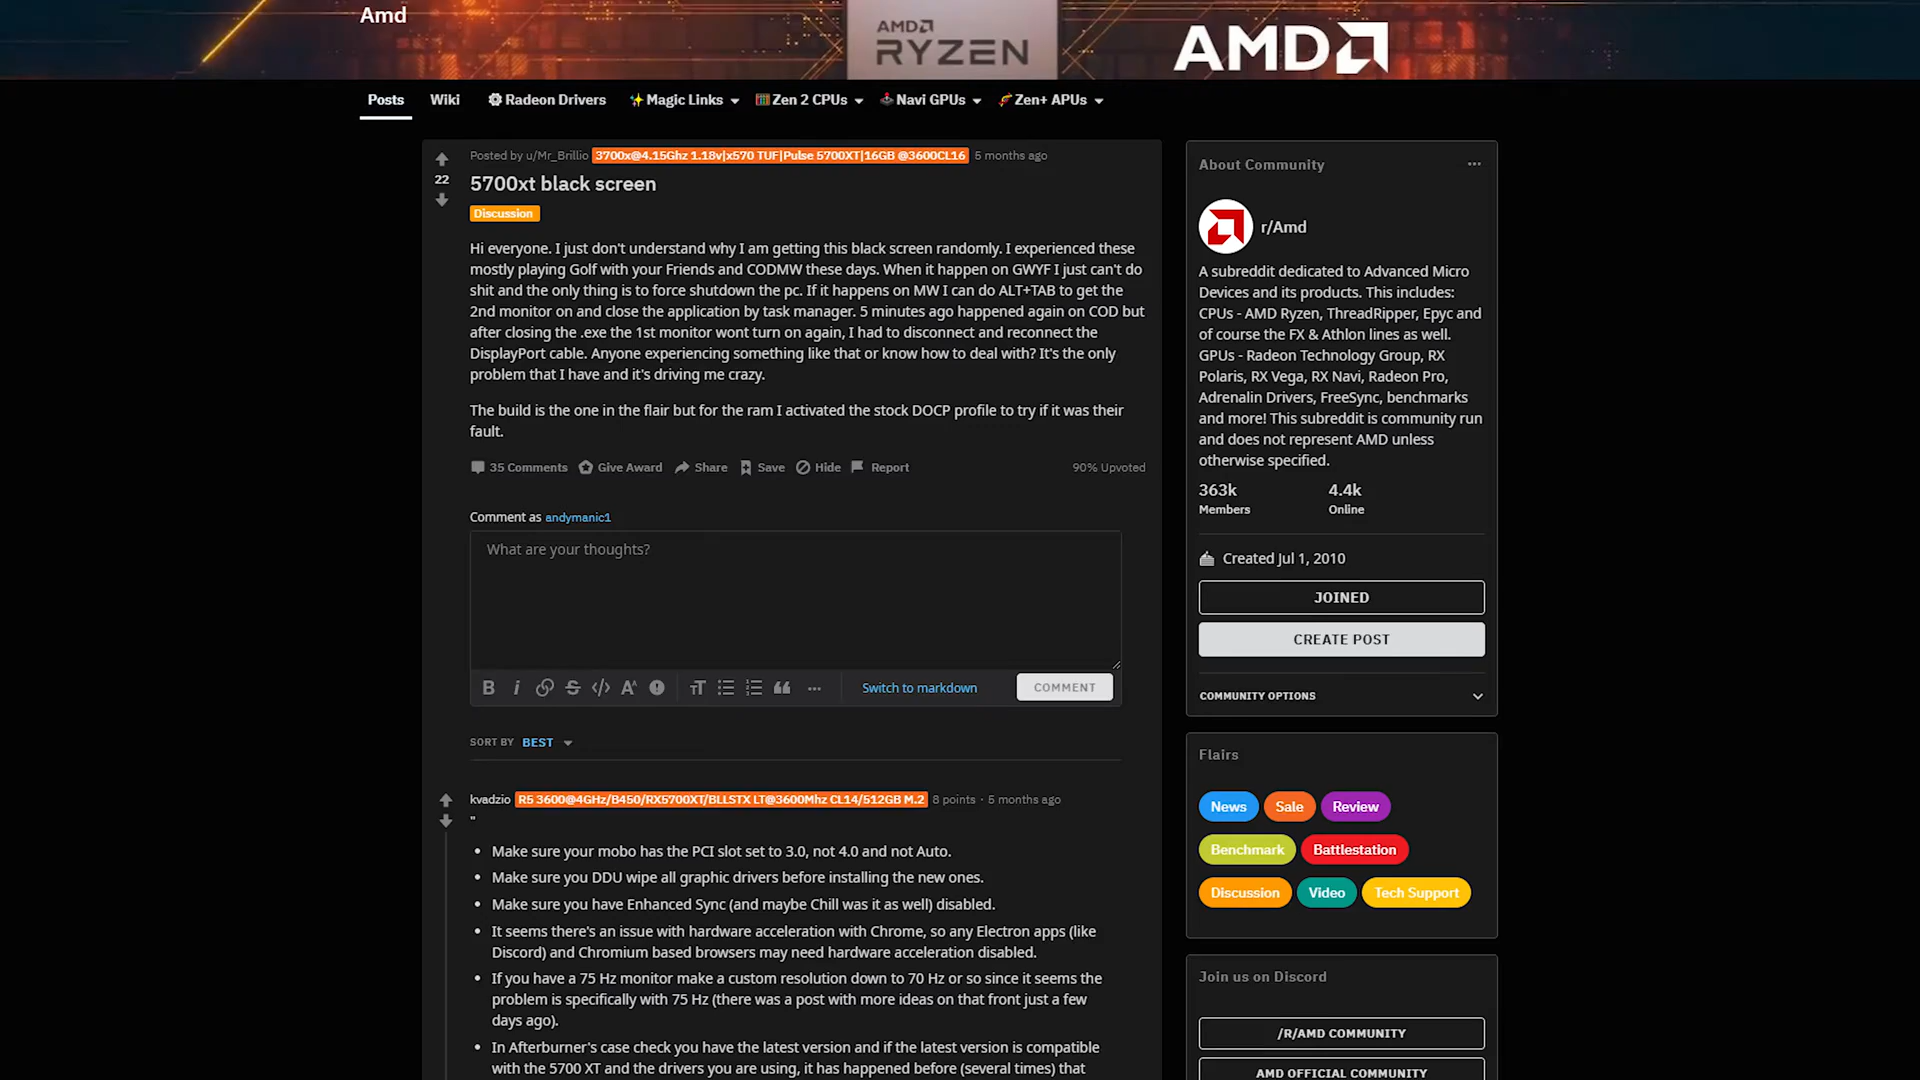 Amd
AMD
RYZEN
AMD
Posts Wiki Radeon Drivers Magic Links Zen 2 CPUs Navi GPUs Zen+ APUs
Posted by u/Mr_Brillio 3700x@4.15Ghz 1.18v|x570 TUF|Pulse 5700XT|16GB @3600CL16 5 months ago
22
5700xt black screen
Discussion
Hi everyone. I just don't understand why I am getting this black screen randomly. I experienced these
mostly playing Golf with your Friends and CODMW these days. When it happen on GWYF I just can't do
shit and the only thing is to force shutdown the pc. If it happens on MW I can do ALT+TAB to get the
2nd monitor on and close the application by task manager. 5 minutes ago happened again on COD but
after closing the .exe the 1st monitor wont turn on again, I had to disconnect and reconnect the
DisplayPort cable. Anyone experiencing something like that or know how to deal with? It's the only
problem that I have and it's driving me crazy.
The build is the one in the flair but for the ram I activated the stock DOCP profile to try if it was their
fault.
35 Comments Give Award Share Save Hide Report 90% Upvoted
Comment as andymanic1
What are your thoughts?
B i S </> A T T Switch to markdown COMMENT
SORT BY BEST
kvadzio R5 3600@4GHz/B450/RX5700XT/BLLSTX LT@3600Mhz CL14/512GB M.2 8 points · 5 months ago
"
• Make sure your mobo has the PCI slot set to 3.0, not 4.0 and not Auto.
• Make sure you DDU wipe all graphic drivers before installing the new ones.
• Make sure you have Enhanced Sync (and maybe Chill was it as well) disabled.
• It seems there's an issue with hardware acceleration with Chrome, so any Electron apps (like
Discord) and Chromium based browsers may need hardware acceleration disabled.
• If you have a 75 Hz monitor make a custom resolution down to 70 Hz or so since it seems the
problem is specifically with 75 Hz (there was a post with more ideas on that front just a few
days ago).
• In Afterburner's case check you have the latest version and if the latest version is compatible
with the 5700 XT and the drivers you are using, it has happened before (several times) that
About Community
r/Amd
A subreddit dedicated to Advanced Micro
Devices and its products. This includes:
CPUs - AMD Ryzen, ThreadRipper, Epyc and
of course the FX & Athlon lines as well.
GPUs - Radeon Technology Group, RX
Polaris, RX Vega, RX Navi, Radeon Pro,
Adrenalin Drivers, FreeSync, benchmarks
and more! This subreddit is community run
and does not represent AMD unless
otherwise specified.
363k 4.4k
Members Online
Created Jul 1, 2010
JOINED
CREATE POST
COMMUNITY OPTIONS
Flairs
News Sale Review
Benchmark Battlestation
Discussion Video Tech Support
Join us on Discord
/R/AMD COMMUNITY
AMD OFFICIAL COMMUNITY